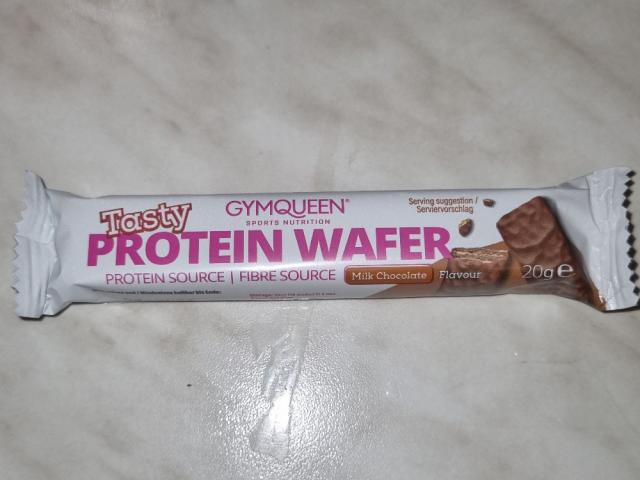 Tasty
GYMQUEEN®
SPORTS NUTRITION
PROTEIN WAFER
PROTEIN SOURCE | FIBRE SOURCE
Milk Chocolate Flavour
Serving suggestion /
Serviervorschlag
20g e